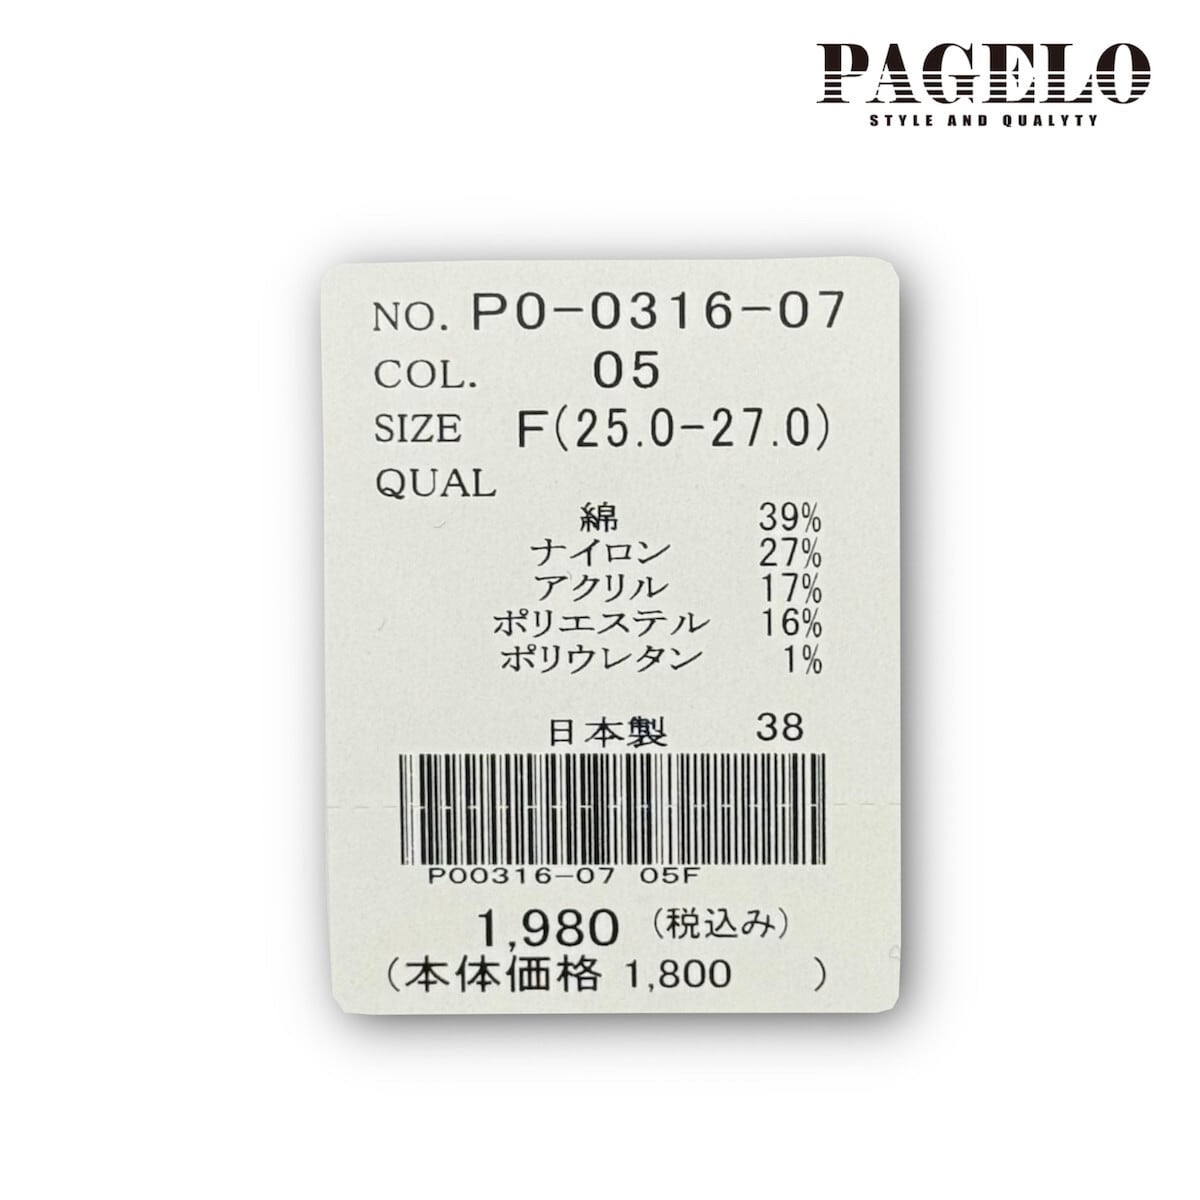 PAGELO
STYLE AND QUALYTY
NO. PO-0316-07
COL. 05
SIZE F(25.0-27.0)
QUAL
綿 39%
ナイロン 27%
アクリル 17%
ポリエステル 16%
ポリウレタン 1%
日本製 38
P00316-07 05F
1,980 (税込み)
(本体価格 1,800 )